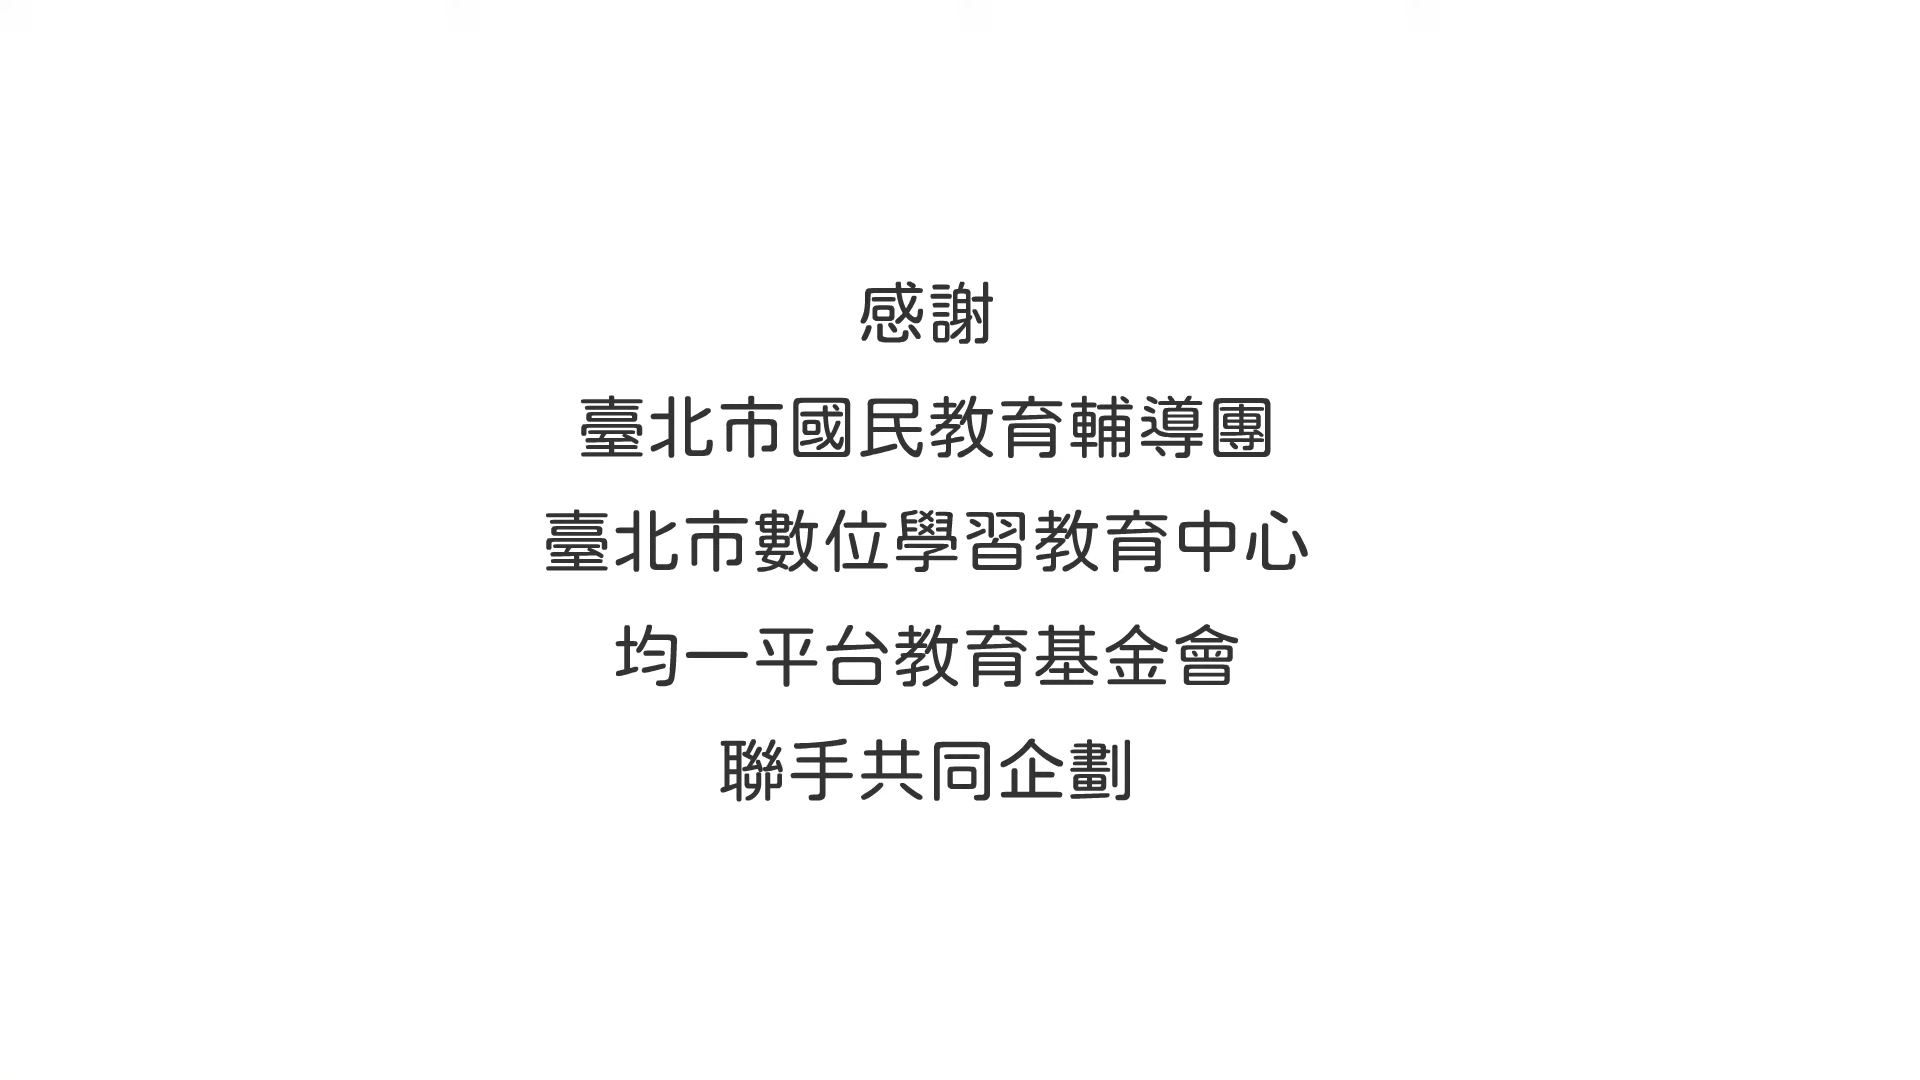 感謝
臺北市國民教育輔導團
臺北市數位學習教育中心
均一平台教育基金會
聯手共同企劃